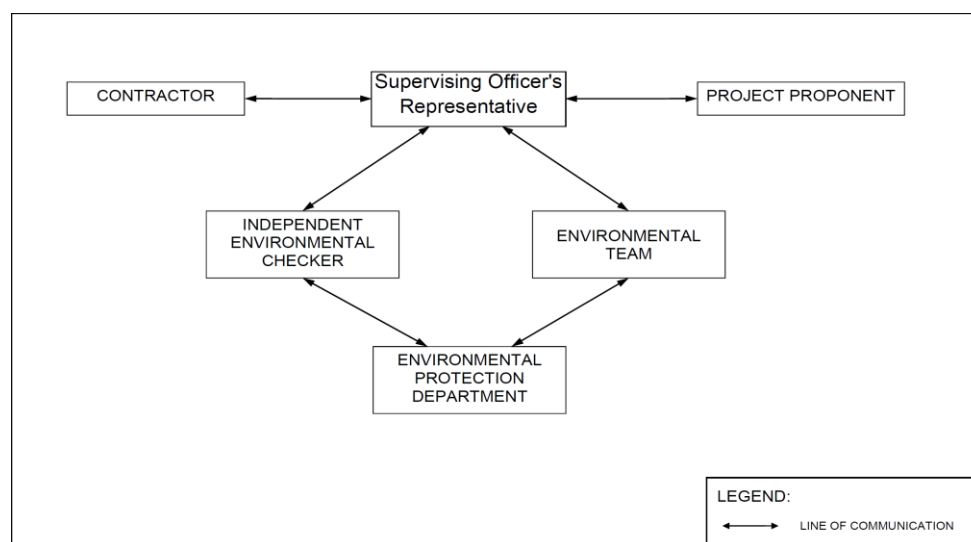 CONTRACTOR
Supervising Officer's
Representative
PROJECT PROPONENT
INDEPENDENT
ENVIRONMENTAL
CHECKER
ENVIRONMENTAL
TEAM
ENVIRONMENTAL
PROTECTION
DEPARTMENT
LEGEND:
LINE OF COMMUNICATION